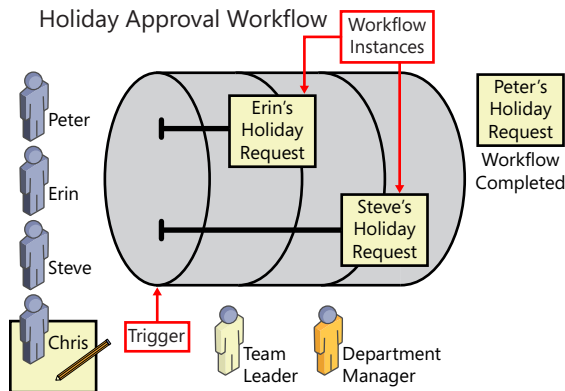 Holiday Approval Workflow
Workflow
Instances
Peter
Erin's
Holiday
Request
Peter's
Holiday
Request
Workflow
Completed
Erin
Steve's
Holiday
Request
Steve
Chris
Trigger
Team
Leader
Department
Manager